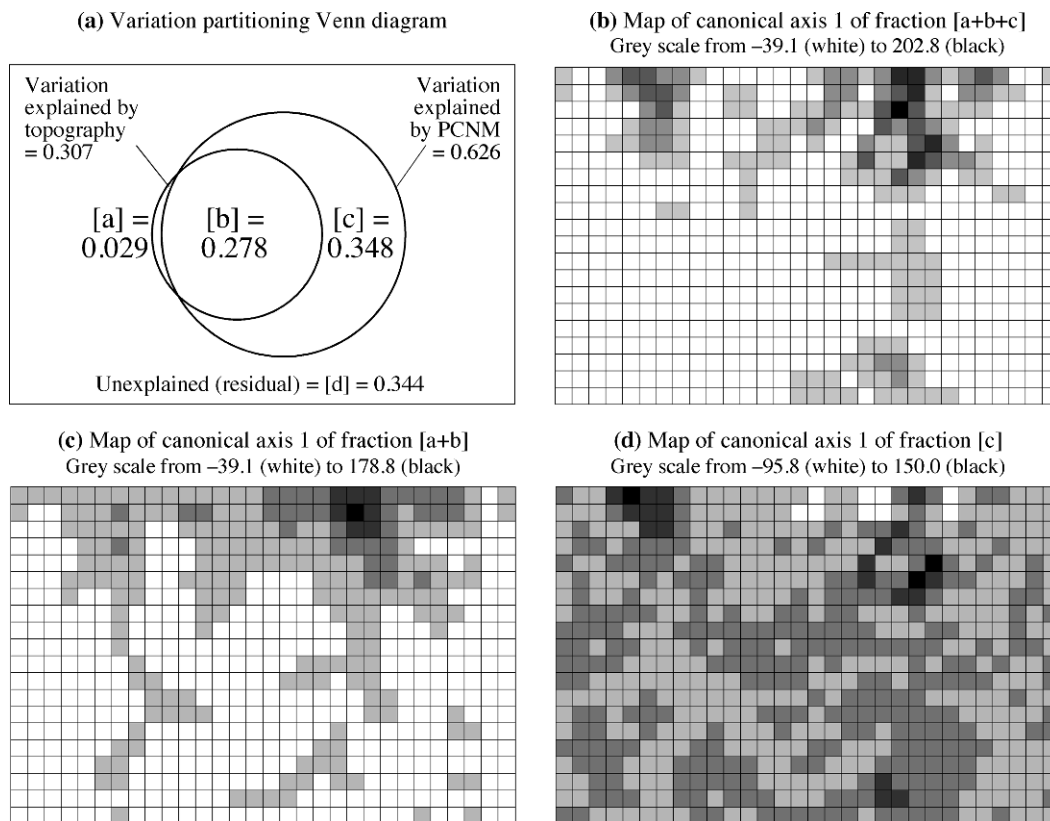 (a) Variation partitioning Venn diagram
Variation
explained by
topography
= 0.307
Variation
explained
by PCNM
= 0.626
[a] =
0.029
[b] =
0.278
[c] =
0.348
Unexplained (residual) = [d] = 0.344
(b) Map of canonical axis 1 of fraction [a+b+c]
Grey scale from –39.1 (white) to 202.8 (black)
(c) Map of canonical axis 1 of fraction [a+b]
Grey scale from –39.1 (white) to 178.8 (black)
(d) Map of canonical axis 1 of fraction [c]
Grey scale from –95.8 (white) to 150.0 (black)